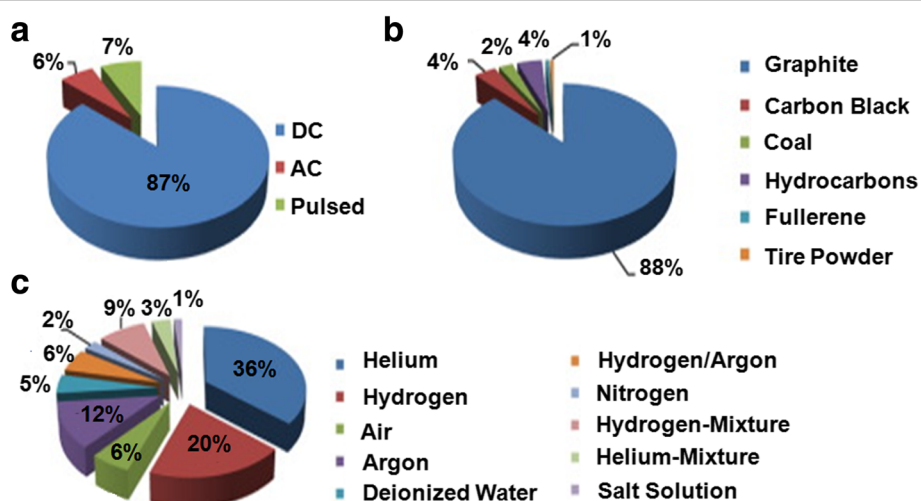 a
6%
7%
87%
DC
AC
Pulsed
b
4%
2%
4%
1%
88%
Graphite
Carbon Black
Coal
Hydrocarbons
Fullerene
Tire Powder
c
2%
9%
3%
1%
6%
5%
12%
6%
20%
36%
Helium
Hydrogen
Air
Argon
Deionized Water
Hydrogen/Argon
Nitrogen
Hydrogen-Mixture
Helium-Mixture
Salt Solution